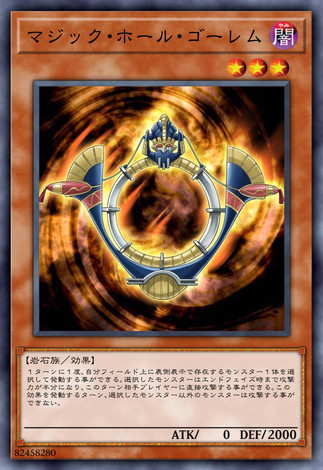 マジック・ホール・ゴーレム
闇
やみ
【岩石族/効果】
1ターンに1度、自分フィールド上に表側表示で存在するモンスター1体を選
択して発動する事ができる。選択したモンスターはエンドフェイズ時まで攻撃
力が半分になり、このターン相手プレイヤーに直接攻撃する事ができる。この
効果を発動するターン、選択したモンスター以外のモンスターは攻撃する事が
できない。
ATK/ 0 DEF/2000
82458280